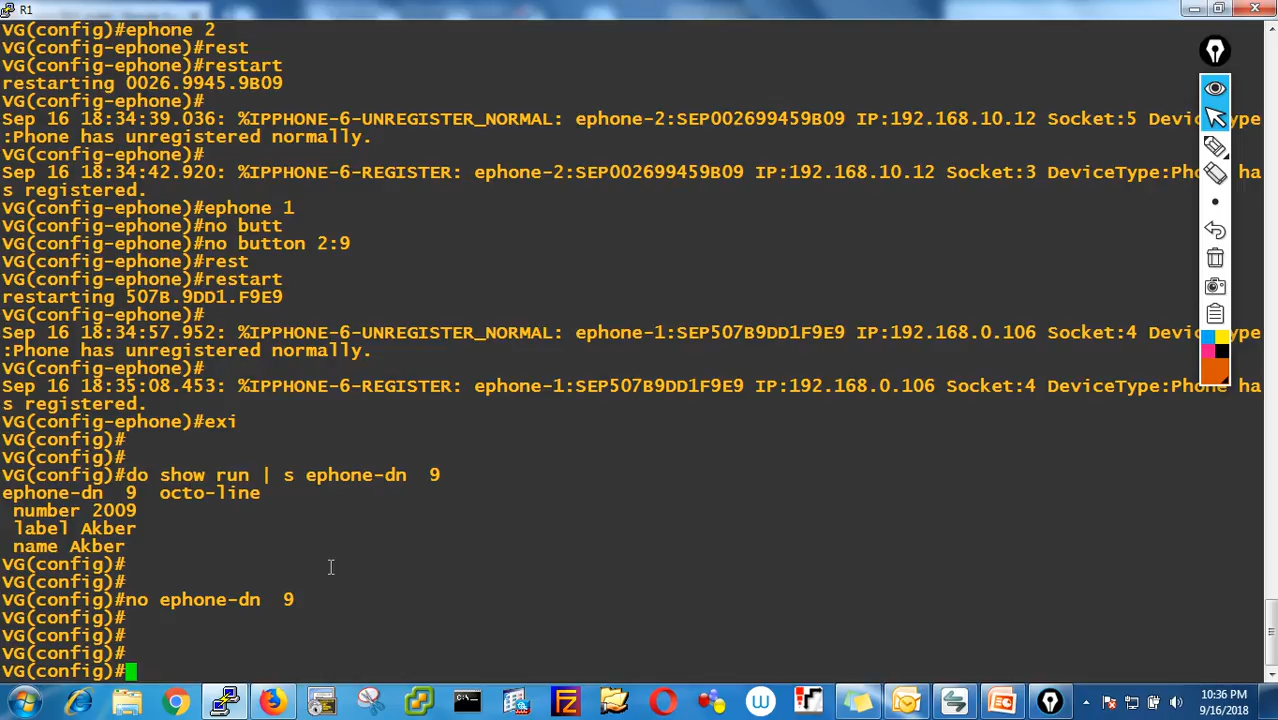 R1
VG(config)#ephone 2
VG(config-ephone)#rest
VG(config-ephone)#restart
restarting 0026.9945.9B09
VG(config-ephone)#
Sep 16 18:34:39.036: %IPPHONE-6-UNREGISTER_NORMAL: ephone-2:SEP002699459B09 IP:192.168.10.12 Socket:5 DeviceType
:Phone has unregistered normally.
VG(config-ephone)#
Sep 16 18:34:42.920: %IPPHONE-6-REGISTER: ephone-2:SEP002699459B09 IP:192.168.10.12 Socket:3 DeviceType:Phone ha
s registered.
VG(config-ephone)#ephone 1
VG(config-ephone)#no butt
VG(config-ephone)#no button 2:9
VG(config-ephone)#rest
VG(config-ephone)#restart
restarting 507B.9DD1.F9E9
VG(config-ephone)#
Sep 16 18:34:57.952: %IPPHONE-6-UNREGISTER_NORMAL: ephone-1:SEP507B9DD1F9E9 IP:192.168.0.106 Socket:4 DeviceType
:Phone has unregistered normally.
VG(config-ephone)#
Sep 16 18:35:08.453: %IPPHONE-6-REGISTER: ephone-1:SEP507B9DD1F9E9 IP:192.168.0.106 Socket:4 DeviceType:Phone ha
s registered.
VG(config-ephone)#exi
VG(config)#
VG(config)#
VG(config)#do show run | s ephone-dn  9
ephone-dn  9  octo-line
 number 2009
 label Akber
 name Akber
VG(config)#
VG(config)#
VG(config)#no ephone-dn  9
VG(config)#
VG(config)#
VG(config)#
VG(config)#
10:36 PM
9/16/2018